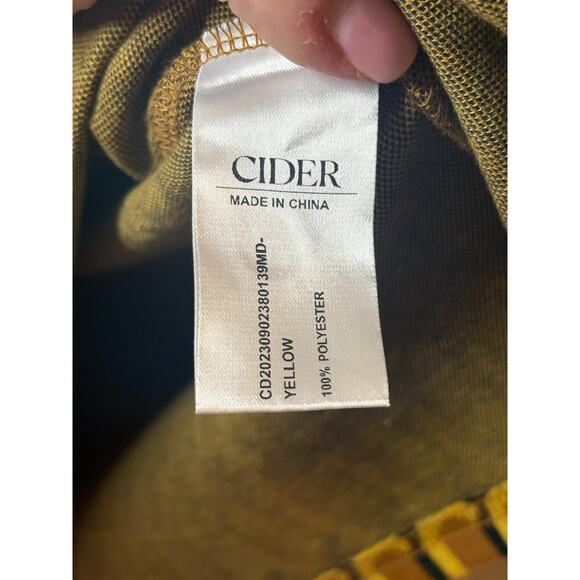 CIDER
MADE IN CHINA
CD20230902380139MD-
YELLOW
100% POLYESTER